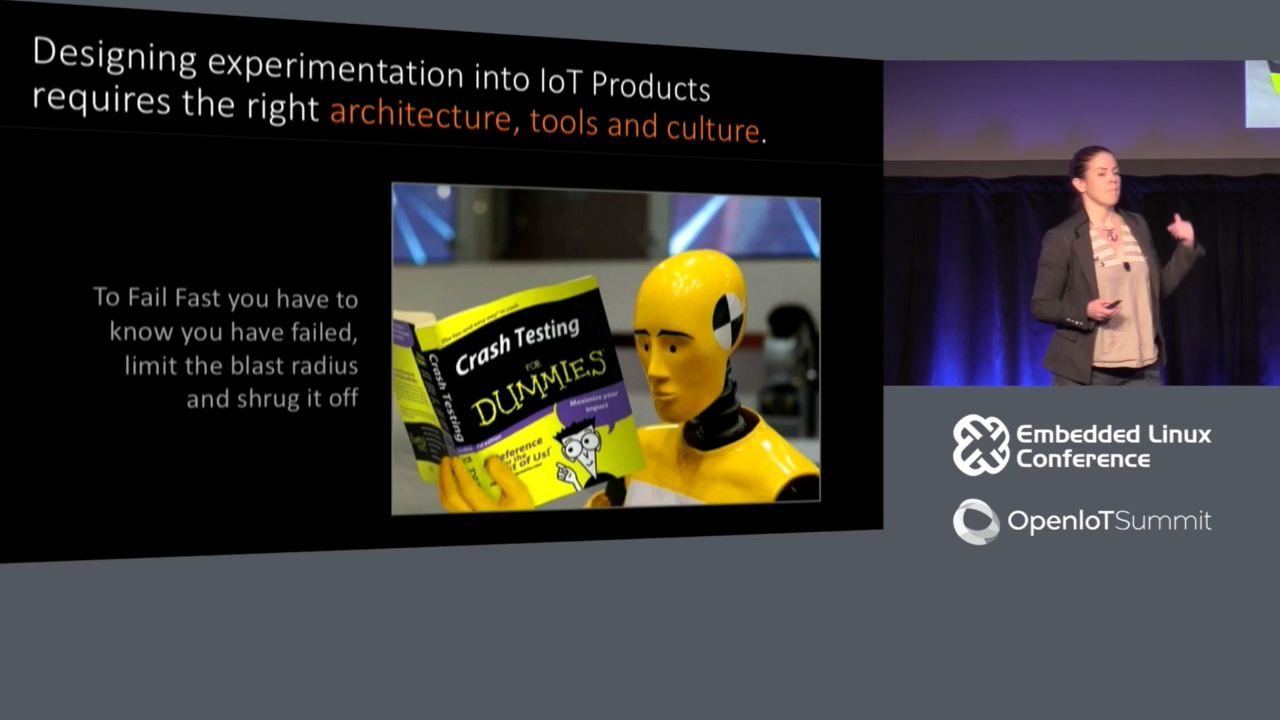 Designing experimentation into IoT Products
requires the right architecture, tools and culture.
To Fail Fast you have to
know you have failed,
limit the blast radius
and shrug it off
Crash Testing
FOR
DUMMIES
Maximize your
impact
Crash Testing
Embedded Linux
Conference
OpenIoTSummit